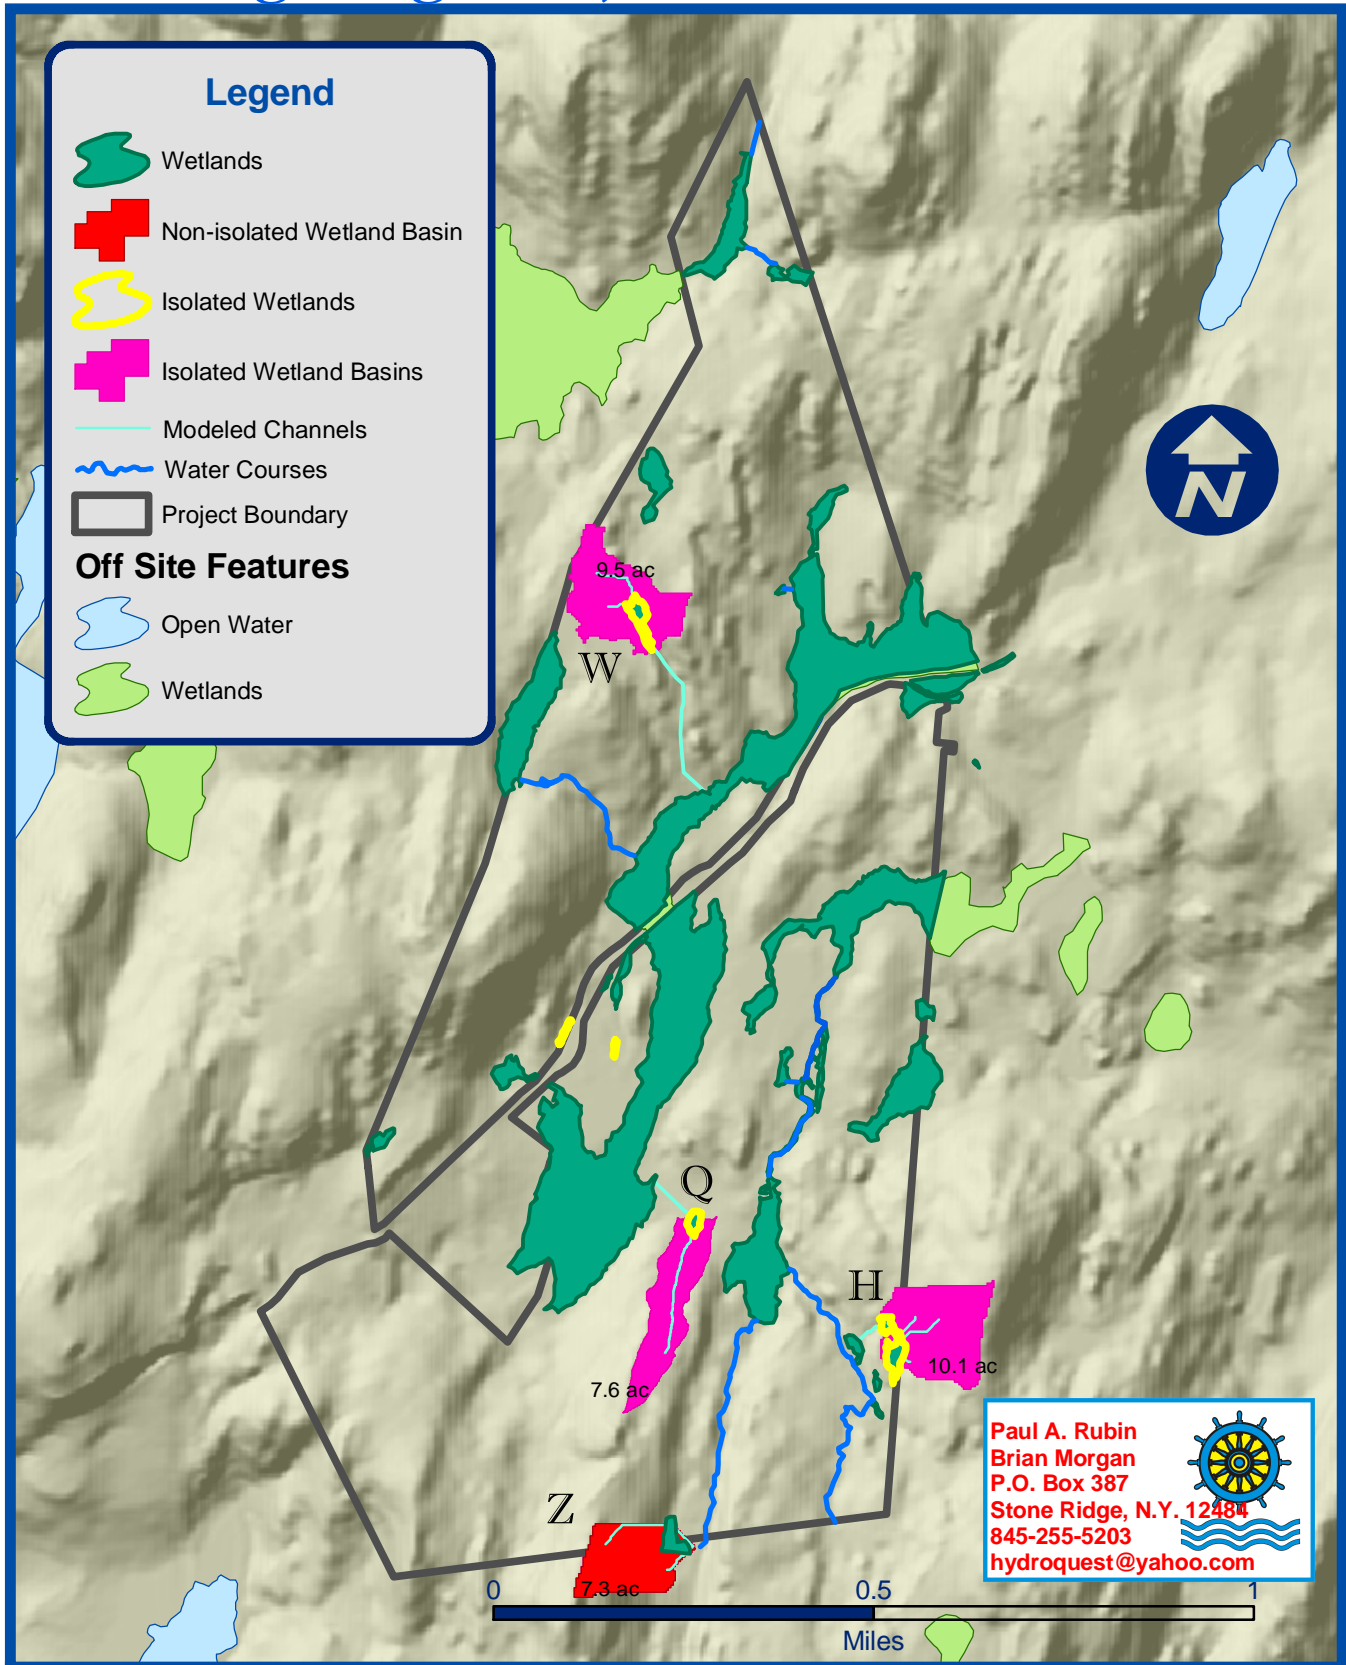 Legend
Wetlands
Non-isolated Wetland Basin
Isolated Wetlands
Isolated Wetland Basins
Modeled Channels
Water Courses
Project Boundary
Off Site Features
Open Water
Wetlands
N
9.5 ac
W
Q
H
10.1 ac
7.6 ac
Z
7.3 ac
Paul A. Rubin
Brian Morgan
P.O. Box 387
Stone Ridge, N.Y. 12484
845-255-5203
hydroquest@yahoo.com
0 0.5 1
Miles